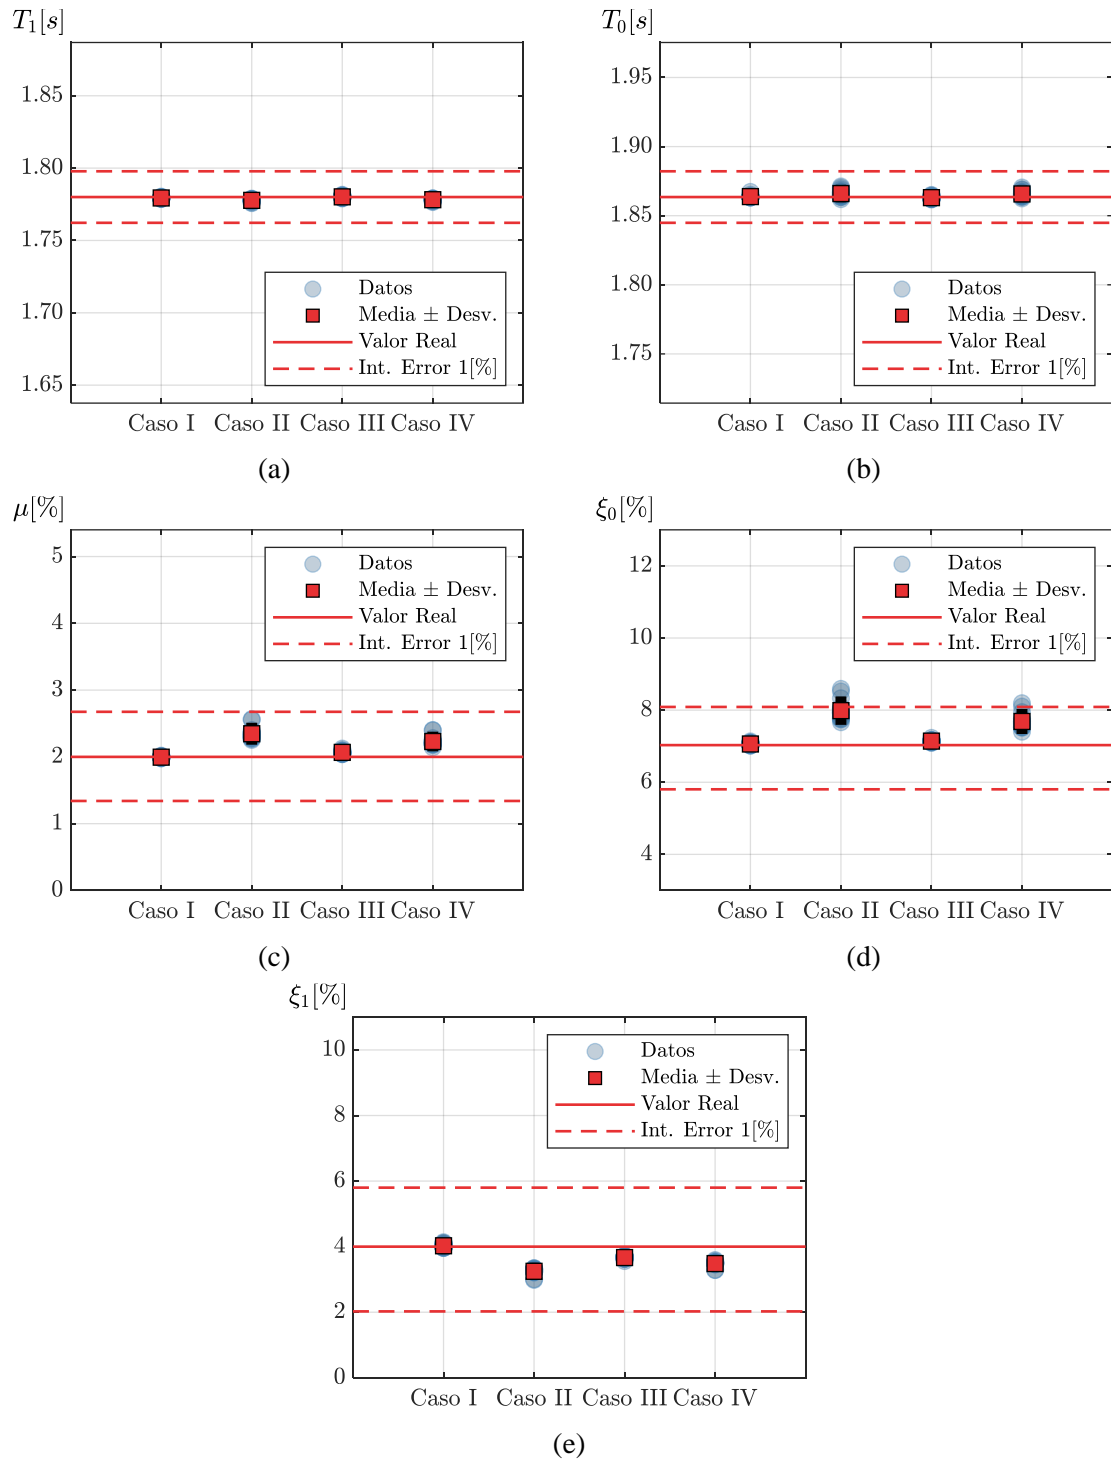 T₁[s]
1.85
1.80
1.75
1.70
1.65
Datos
Media ± Desv.
Valor Real
Int. Error 1[%]
Caso I Caso II Caso III Caso IV
(a)
T₀[s]
1.95
1.90
1.85
1.80
1.75
Datos
Media ± Desv.
Valor Real
Int. Error 1[%]
Caso I Caso II Caso III Caso IV
(b)
μ[%]
5
4
3
2
1
0
Datos
Media ± Desv.
Valor Real
Int. Error 1[%]
Caso I Caso II Caso III Caso IV
(c)
ξ₀[%]
12
10
8
6
4
Datos
Media ± Desv.
Valor Real
Int. Error 1[%]
Caso I Caso II Caso III Caso IV
(d)
ξ₁[%]
10
8
6
4
2
0
Datos
Media ± Desv.
Valor Real
Int. Error 1[%]
Caso I Caso II Caso III Caso IV
(e)